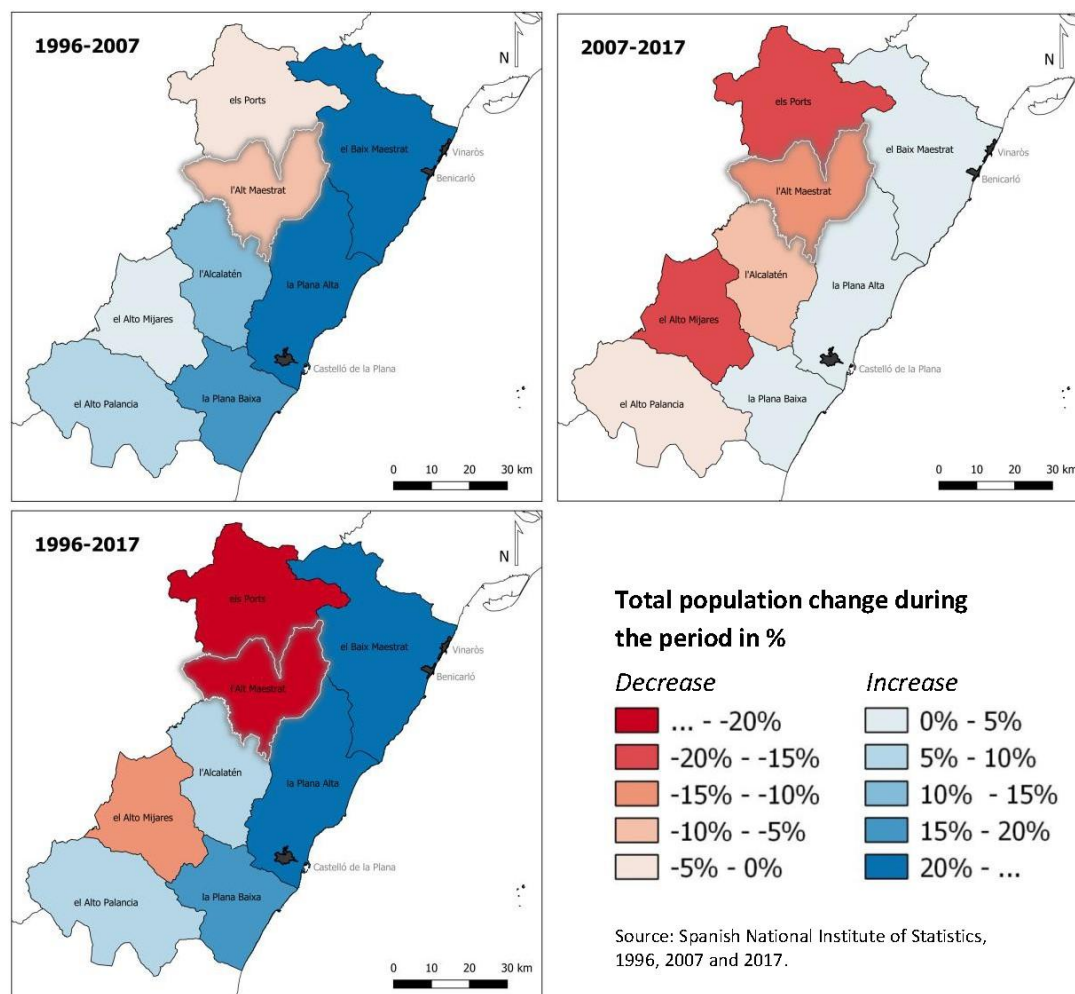 1996-2007
N
els Ports
el Baix Maestrat
Vinaròs
Benicarló
l'Alt Maestrat
l'Alcalatén
la Plana Alta
el Alto Mijares
Castelló de la Plana
el Alto Palancia
la Plana Baixa
0 10 20 30 km
2007-2017
N
els Ports
el Baix Maestrat
Vinaròs
Benicarló
l'Alt Maestrat
l'Alcalatén
la Plana Alta
el Alto Mijares
Castelló de la Plana
el Alto Palancia
la Plana Baixa
0 10 20 30 km
1996-2017
N
els Ports
el Baix Maestrat
Vinaròs
Benicarló
l'Alt Maestrat
l'Alcalatén
la Plana Alta
el Alto Mijares
Castelló de la Plana
el Alto Palancia
la Plana Baixa
0 10 20 30 km
Total population change during
the period in %
Decrease Increase
... - -20% 0% - 5%
-20% - -15% 5% - 10%
-15% - -10% 10% - 15%
-10% - -5% 15% - 20%
-5% - 0% 20% - ...
Source: Spanish National Institute of Statistics,
1996, 2007 and 2017.